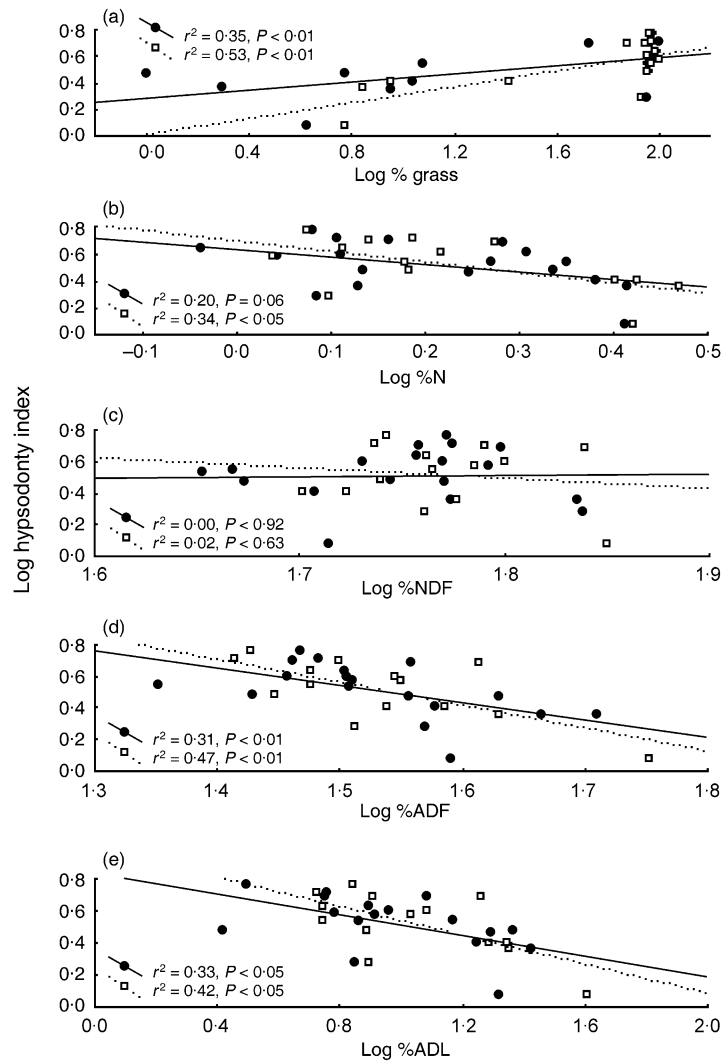 Log hypsodonty index
(a)
r² = 0·35, P < 0·01
r² = 0·53, P < 0·01
0·8
0·6
0·4
0·2
0·0
0·0 0·4 0·8 1·2 1·6 2·0
Log % grass
(b)
0·8
0·6
0·4
0·2
0·0
r² = 0·20, P = 0·06
r² = 0·34, P < 0·05
–0·1 0·0 0·1 0·2 0·3 0·4 0·5
Log %N
(c)
0·8
0·6
0·4
0·2
0·0
r² = 0·00, P < 0·92
r² = 0·02, P < 0·63
1·6 1·7 1·8 1·9
Log %NDF
(d)
0·8
0·6
0·4
0·2
0·0
r² = 0·31, P < 0·01
r² = 0·47, P < 0·01
1·3 1·4 1·5 1·6 1·7 1·8
Log %ADF
(e)
0·8
0·6
0·4
0·2
0·0
r² = 0·33, P < 0·05
r² = 0·42, P < 0·05
0·0 0·4 0·8 1·2 1·6 2·0
Log %ADL